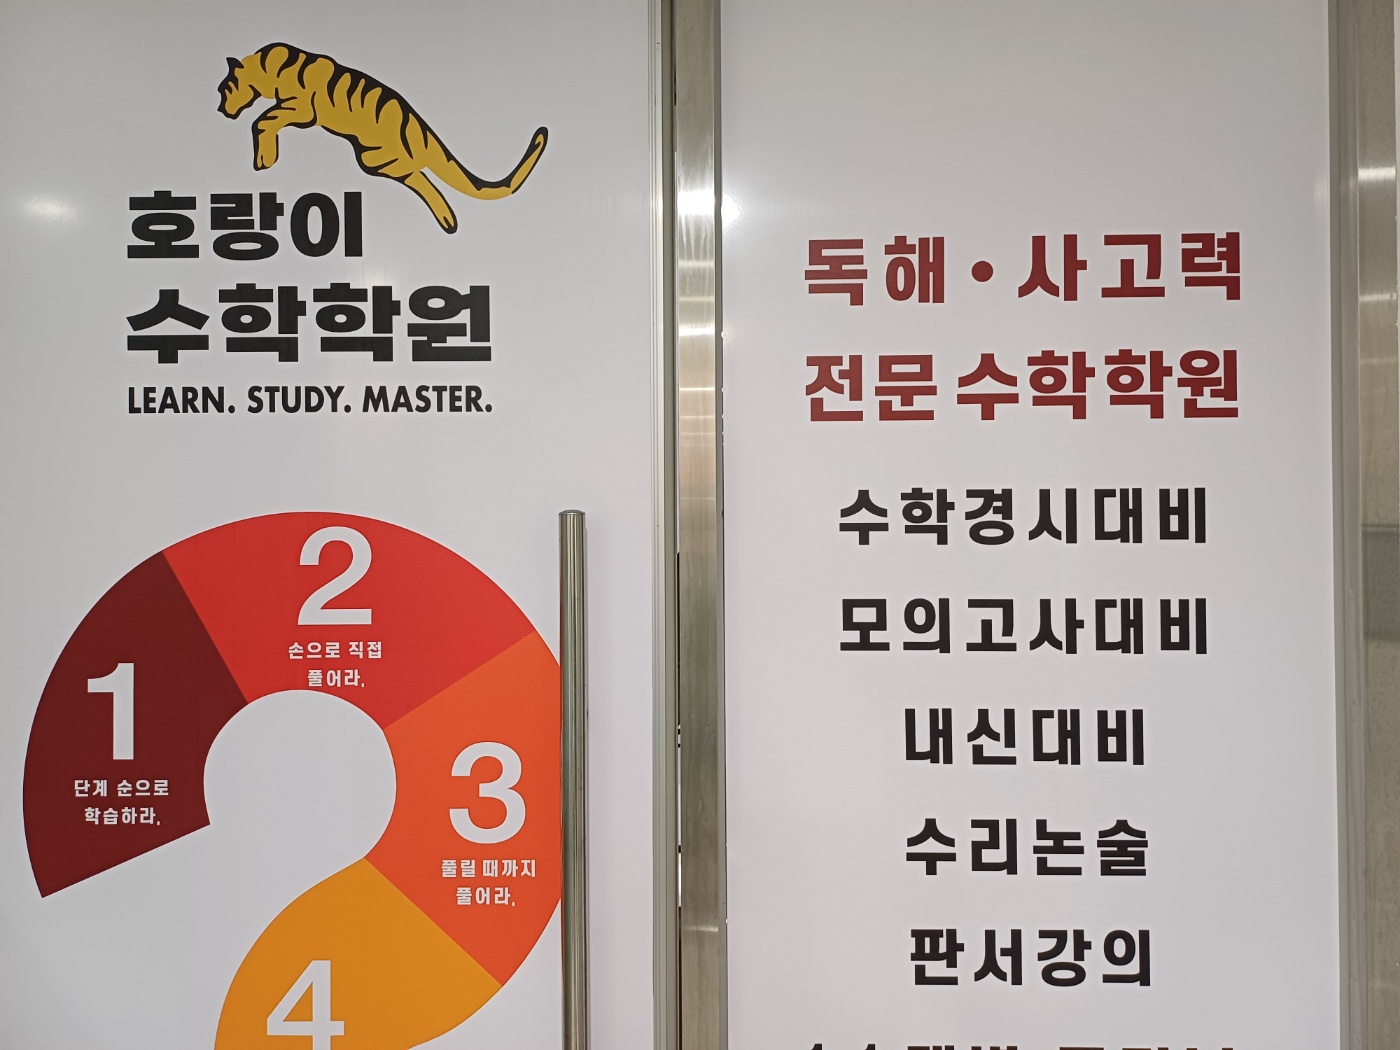 호랑이
수학학원
LEARN. STUDY. MASTER.
1
단계 순으로
학습하라.
2
손으로 직접
풀어라.
3
풀릴 때까지
풀어라.
4
독해·사고력
전문 수학학원
수학경시대비
모의고사대비
내신대비
수리논술
판서강의